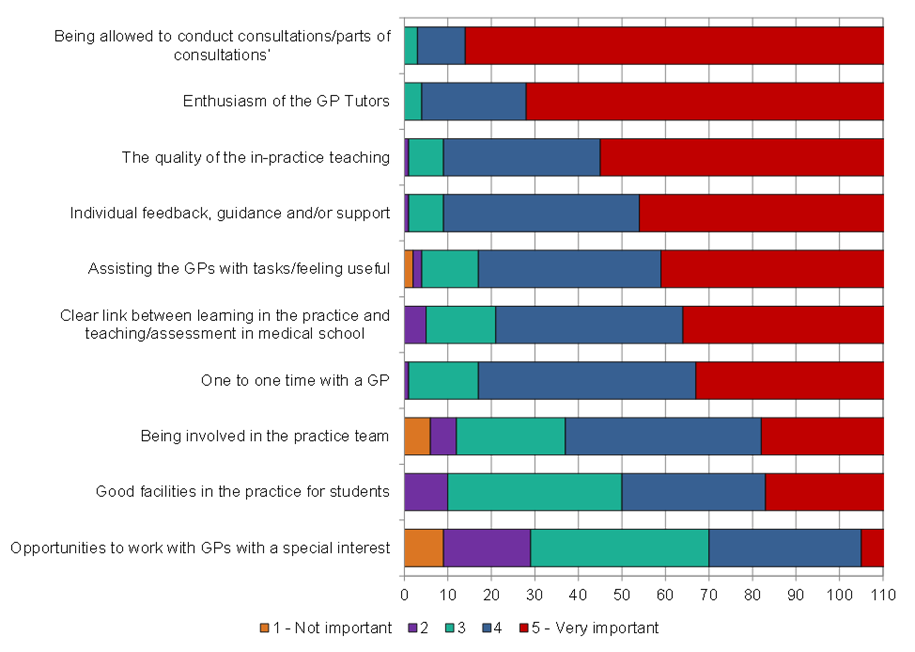 Being allowed to conduct consultations/parts of
consultations'
Enthusiasm of the GP Tutors
The quality of the in-practice teaching
Individual feedback, guidance and/or support
Assisting the GPs with tasks/feeling useful
Clear link between learning in the practice and
teaching/assessment in medical school
One to one time with a GP
Being involved in the practice team
Good facilities in the practice for students
Opportunities to work with GPs with a special interest
0 10 20 30 40 50 60 70 80 90 100 110
1 - Not important 2 3 4 5 - Very important